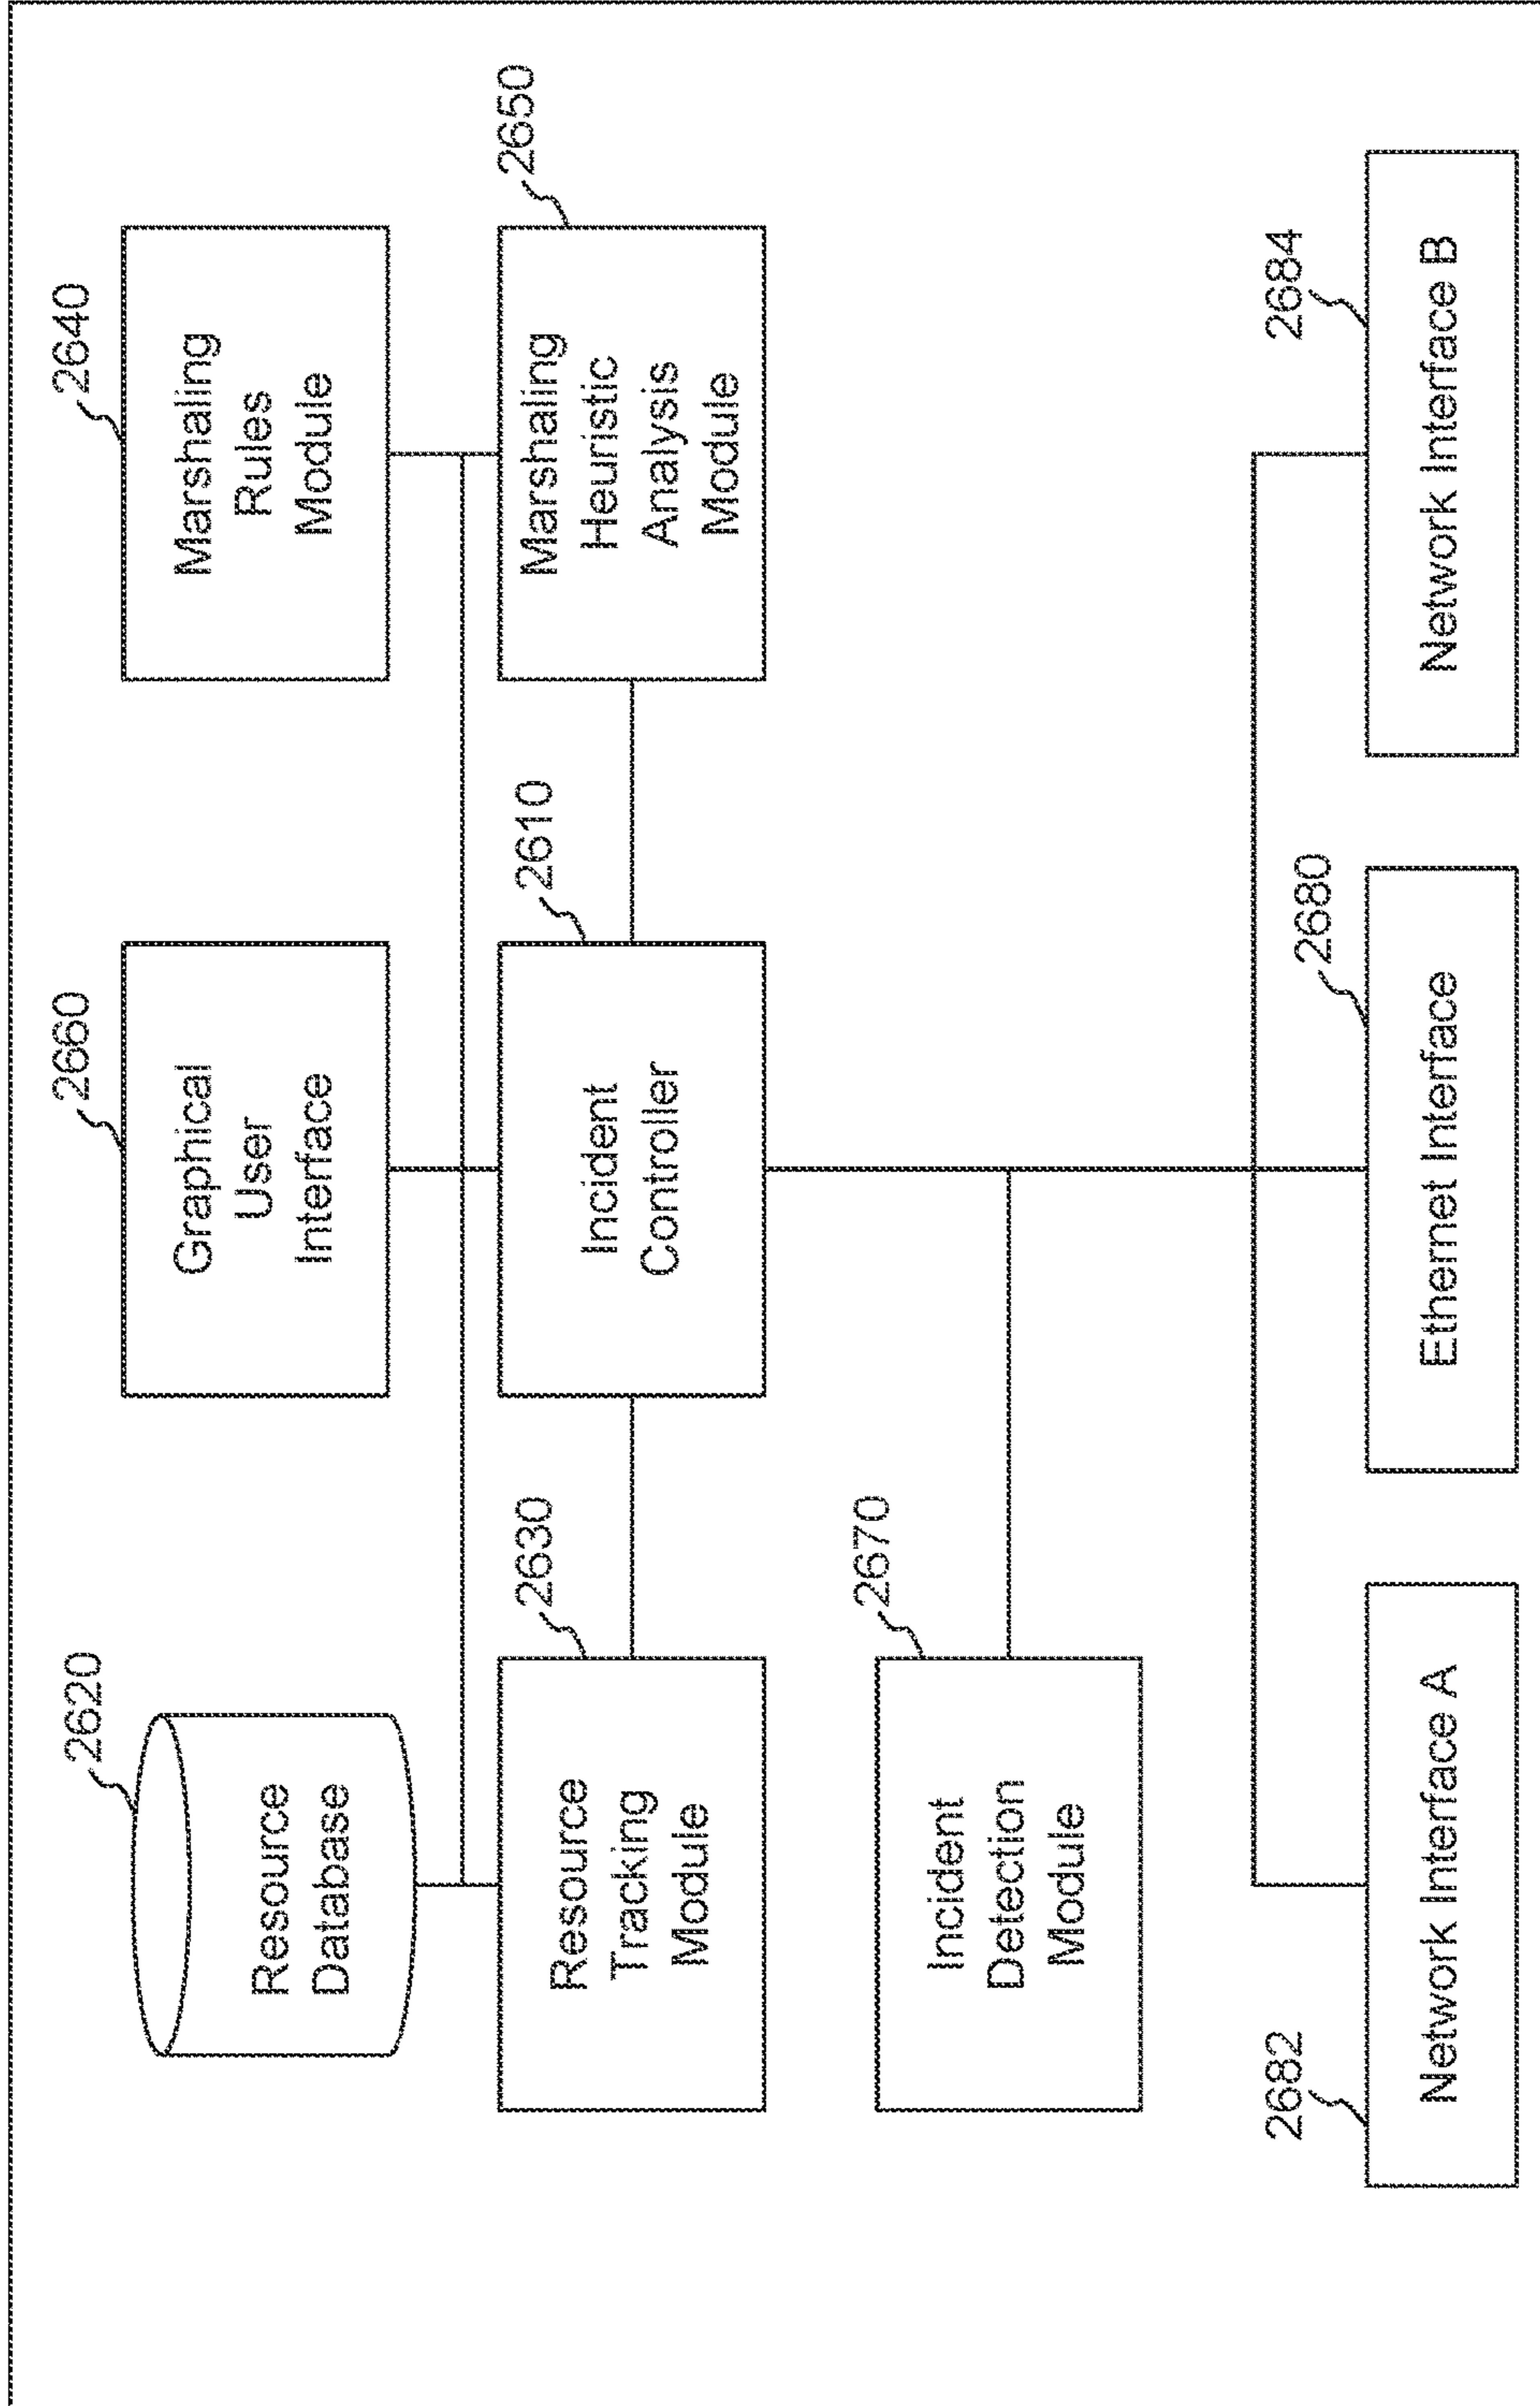 2620
Resource
Database
2660
Graphical
User
Interface
2640
Marshaling
Rules
Module
2630
Resource
Tracking
Module
2610
Incident
Controller
2650
Marshaling
Heuristic
Analysis
Module
2670
Incident
Detection
Module
2682
Network Interface A
2680
Ethernet Interface
2684
Network Interface B